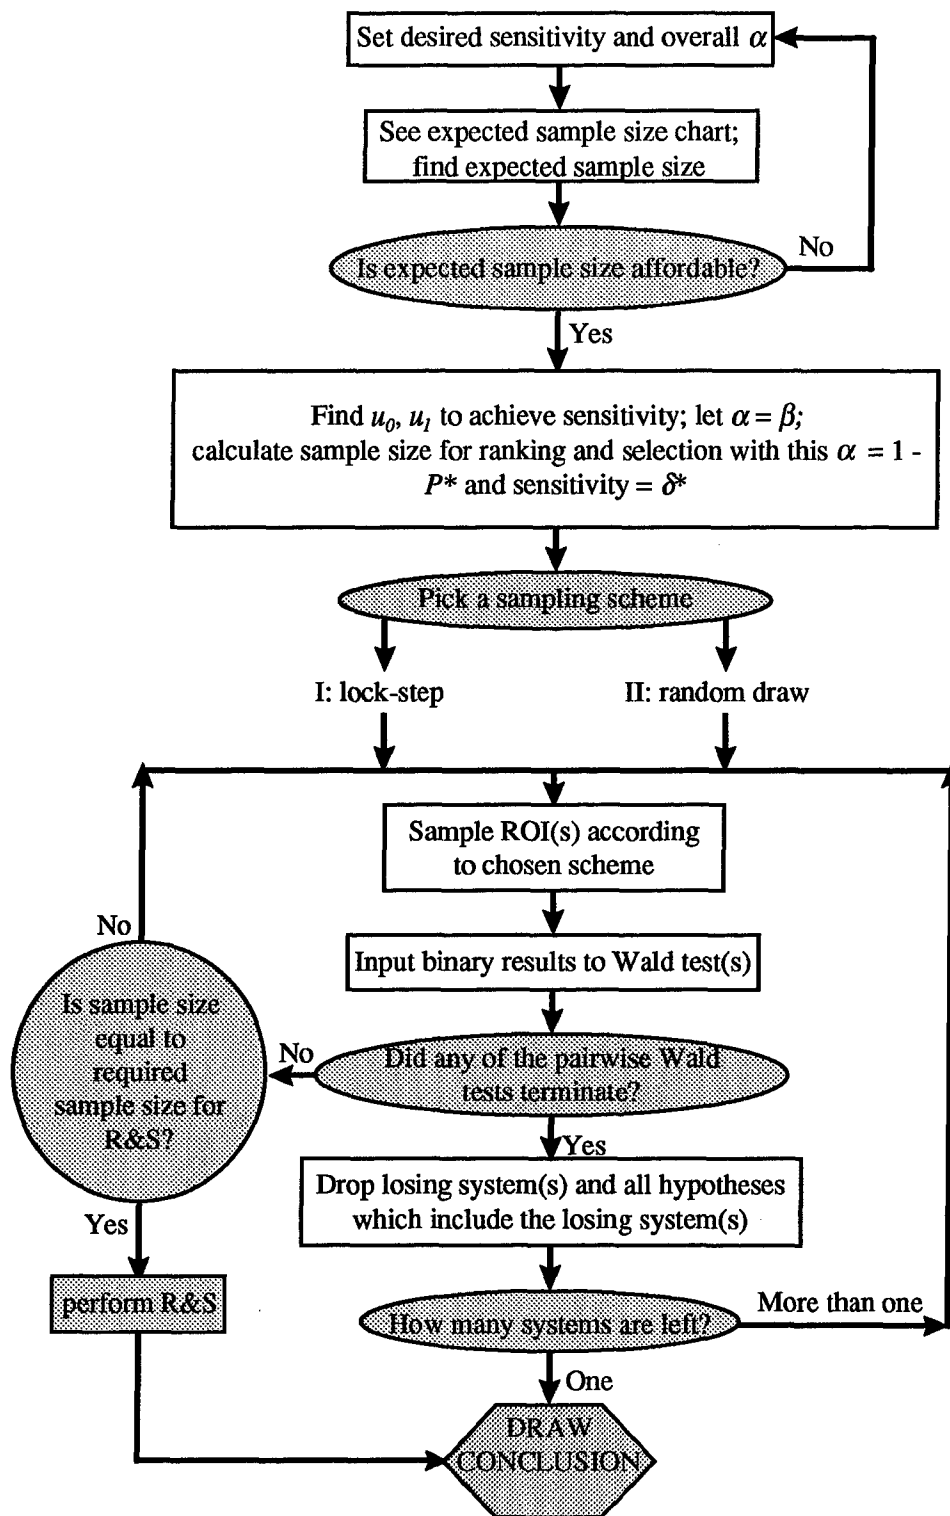 Set desired sensitivity and overall α
See expected sample size chart;
find expected sample size
Is expected sample size affordable?
No
Yes
Find u₀, u₁ to achieve sensitivity; let α = β;
calculate sample size for ranking and selection with this α = 1 -
P* and sensitivity = δ*
Pick a sampling scheme
I: lock-step
II: random draw
Sample ROI(s) according
to chosen scheme
No
Input binary results to Wald test(s)
Is sample size
equal to
required
sample size for
R&S?
No
Did any of the pairwise Wald
tests terminate?
Yes
Drop losing system(s) and all hypotheses
which include the losing system(s)
Yes
perform R&S
How many systems are left?
More than one
One
DRAW
CONCLUSION